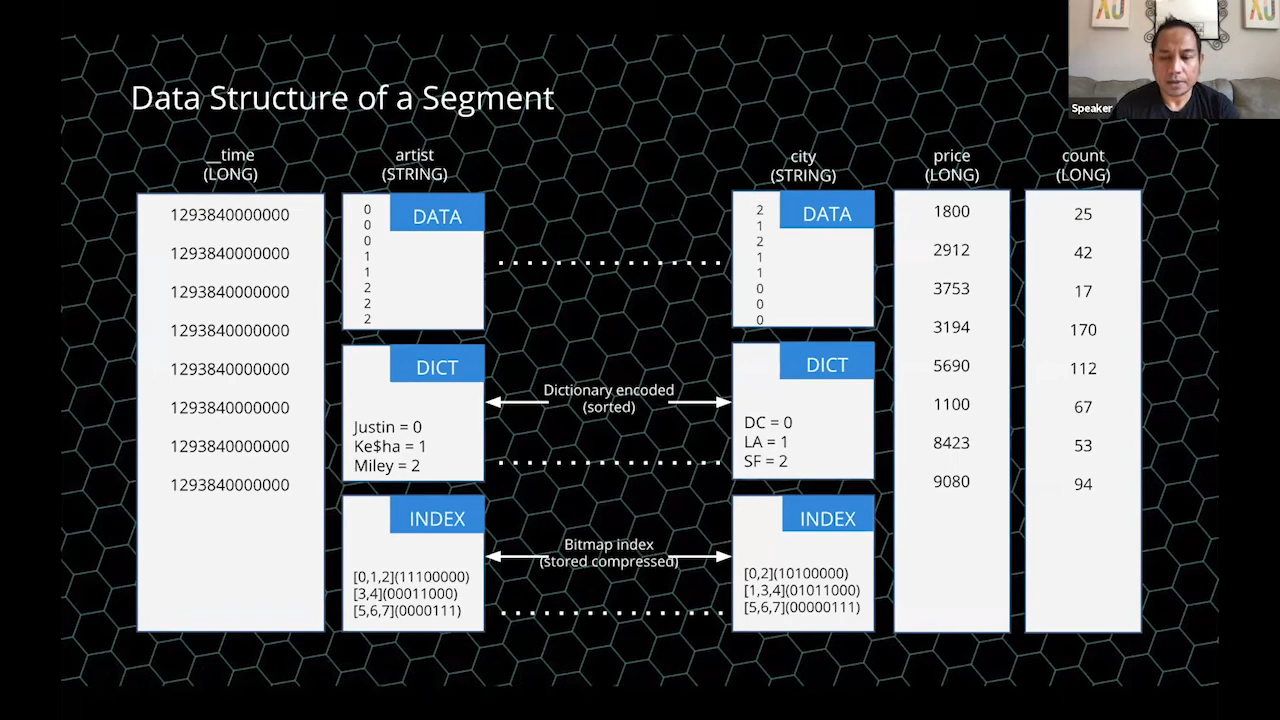 Speaker
Data Structure of a Segment
__time
(LONG)
1293840000000
1293840000000
1293840000000
1293840000000
1293840000000
1293840000000
1293840000000
1293840000000
artist
(STRING)
DATA
0
0
0
1
1
2
2
2
DICT
Justin = 0
Ke$ha = 1
Miley = 2
INDEX
[0,1,2](11100000)
[3,4](00011000)
[5,6,7](0000111)
Dictionary encoded
(sorted)
Bitmap index
(stored compressed)
city
(STRING)
DATA
2
1
2
1
1
0
0
0
DICT
DC = 0
LA = 1
SF = 2
INDEX
[0,2](10100000)
[1,3,4](01011000)
[5,6,7](00000111)
price
(LONG)
1800
2912
3753
3194
5690
1100
8423
9080
count
(LONG)
25
42
17
170
112
67
53
94